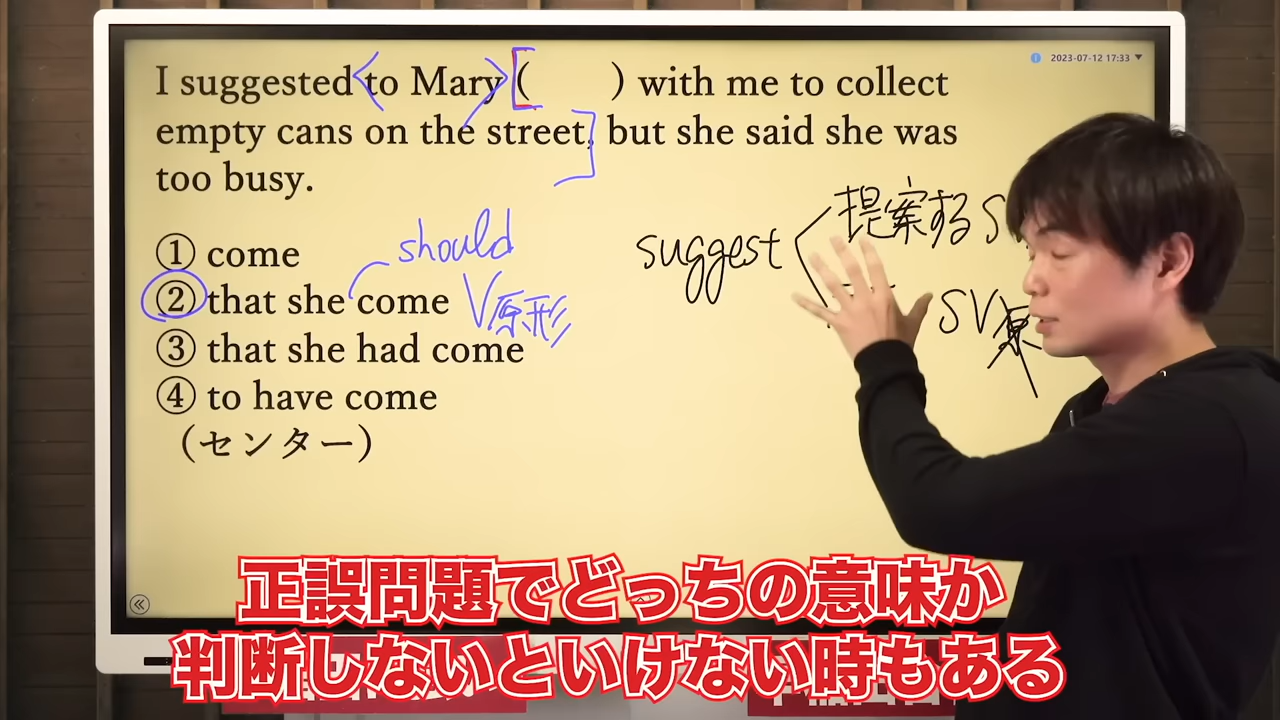 2023-07-12 17:33
I suggested to Mary ( ) with me to collect
empty cans on the street, but she said she was
too busy.
① come
should
② that she come V原形
③ that she had come
④ to have come
(センター)
suggest
提案する S
SV原
正誤問題でどっちの意味か
判断しないといけない時もある